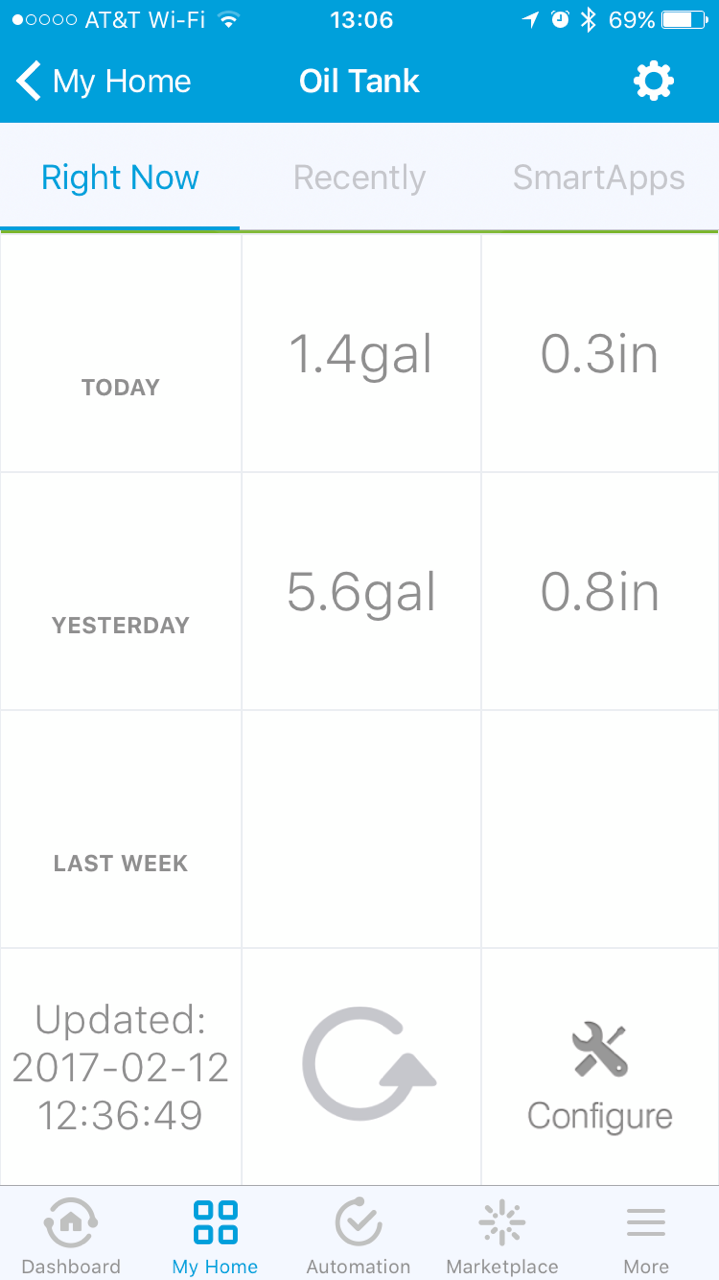 AT&T Wi-Fi 13:06 69%
My Home Oil Tank
Right Now Recently SmartApps
TODAY 1.4gal 0.3in
YESTERDAY 5.6gal 0.8in
LAST WEEK
Updated:
2017-02-12
12:36:49
Configure
Dashboard My Home Automation Marketplace More